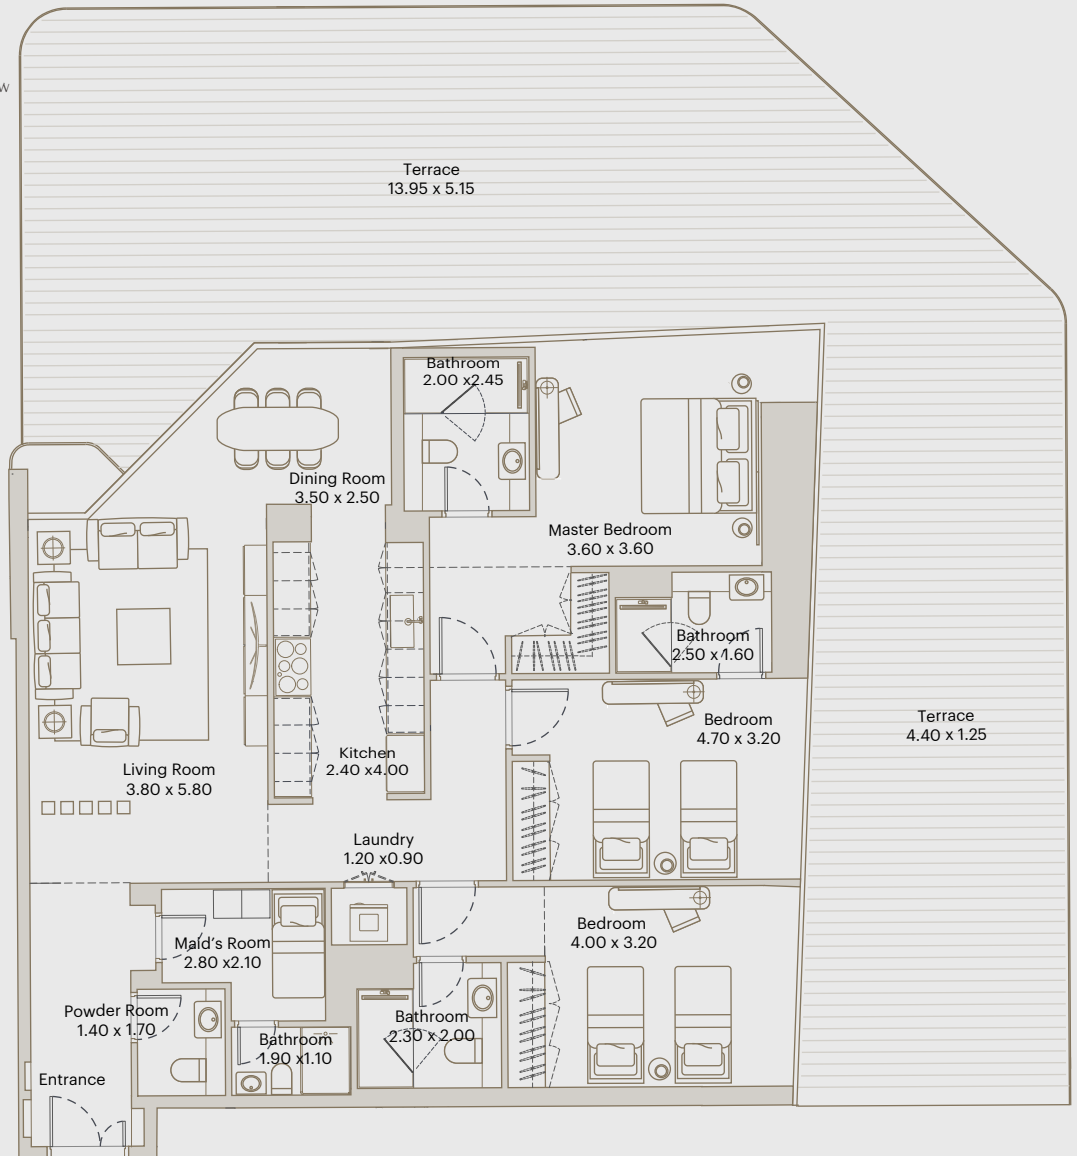 w
Terrace
13.95 x 5.15
Bathroom
2.00 x2.45
Dining Room
3.50 x 2.50
Master Bedroom
3.60 x 3.60
Bathroom
2.50 x 1.60
Bedroom
4.70 x 3.20
Terrace
4.40 x 1.25
Kitchen
2.40 x4.00
Living Room
3.80 x 5.80
Laundry
1.20 x0.90
Bedroom
4.00 x 3.20
Maid's Room
2.80 x2.10
Powder Room
1.40 x 1.70
Bathroom
2.30 x 2.00
Bathroom
1.90 x1.10
Entrance